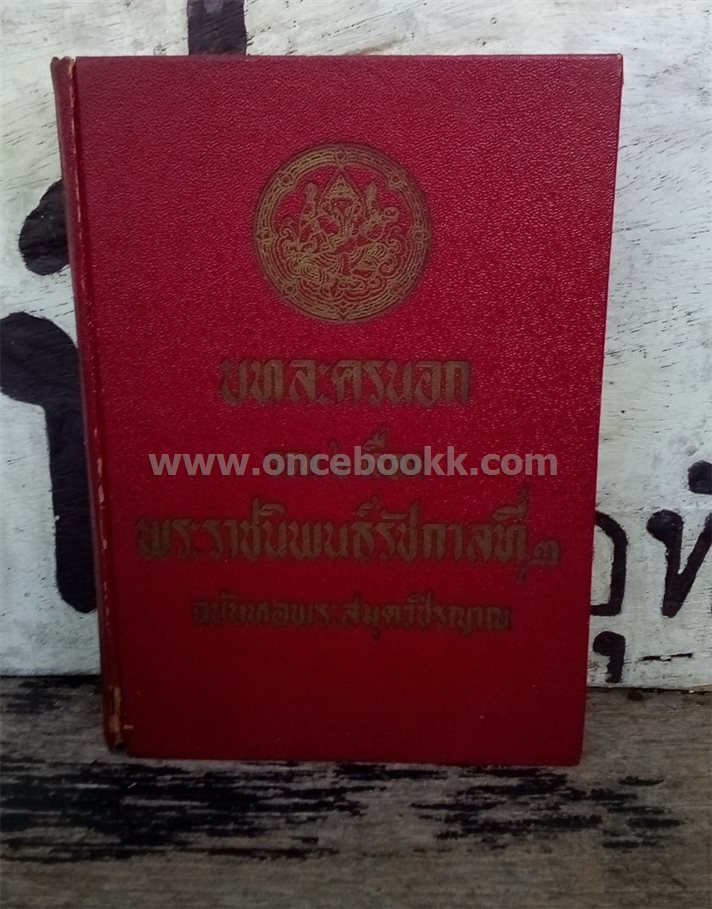 บทละครนอก
www.oncebookk.com
พระราชนิพนธ์รัชกาลที่ ๒
ฉบับหอพระสมุดวชิรญาณ